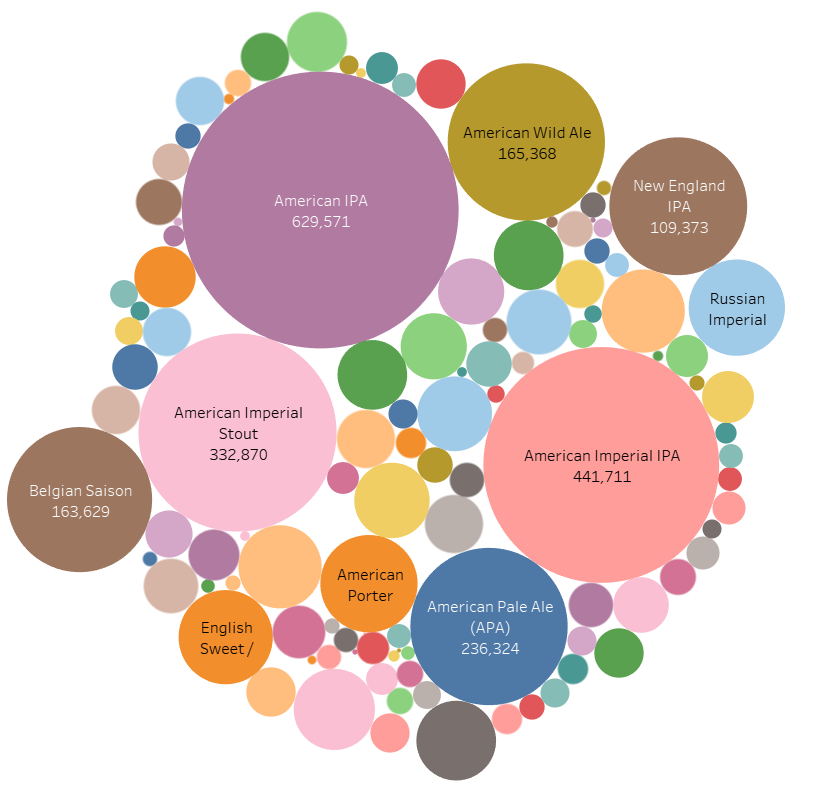 American Wild Ale
165,368
American IPA
629,571
New England
IPA
109,373
Russian
Imperial
American Imperial
Stout
332,870
American Imperial IPA
441,711
Belgian Saison
163,629
American
Porter
American Pale Ale
(APA)
236,324
English
Sweet /